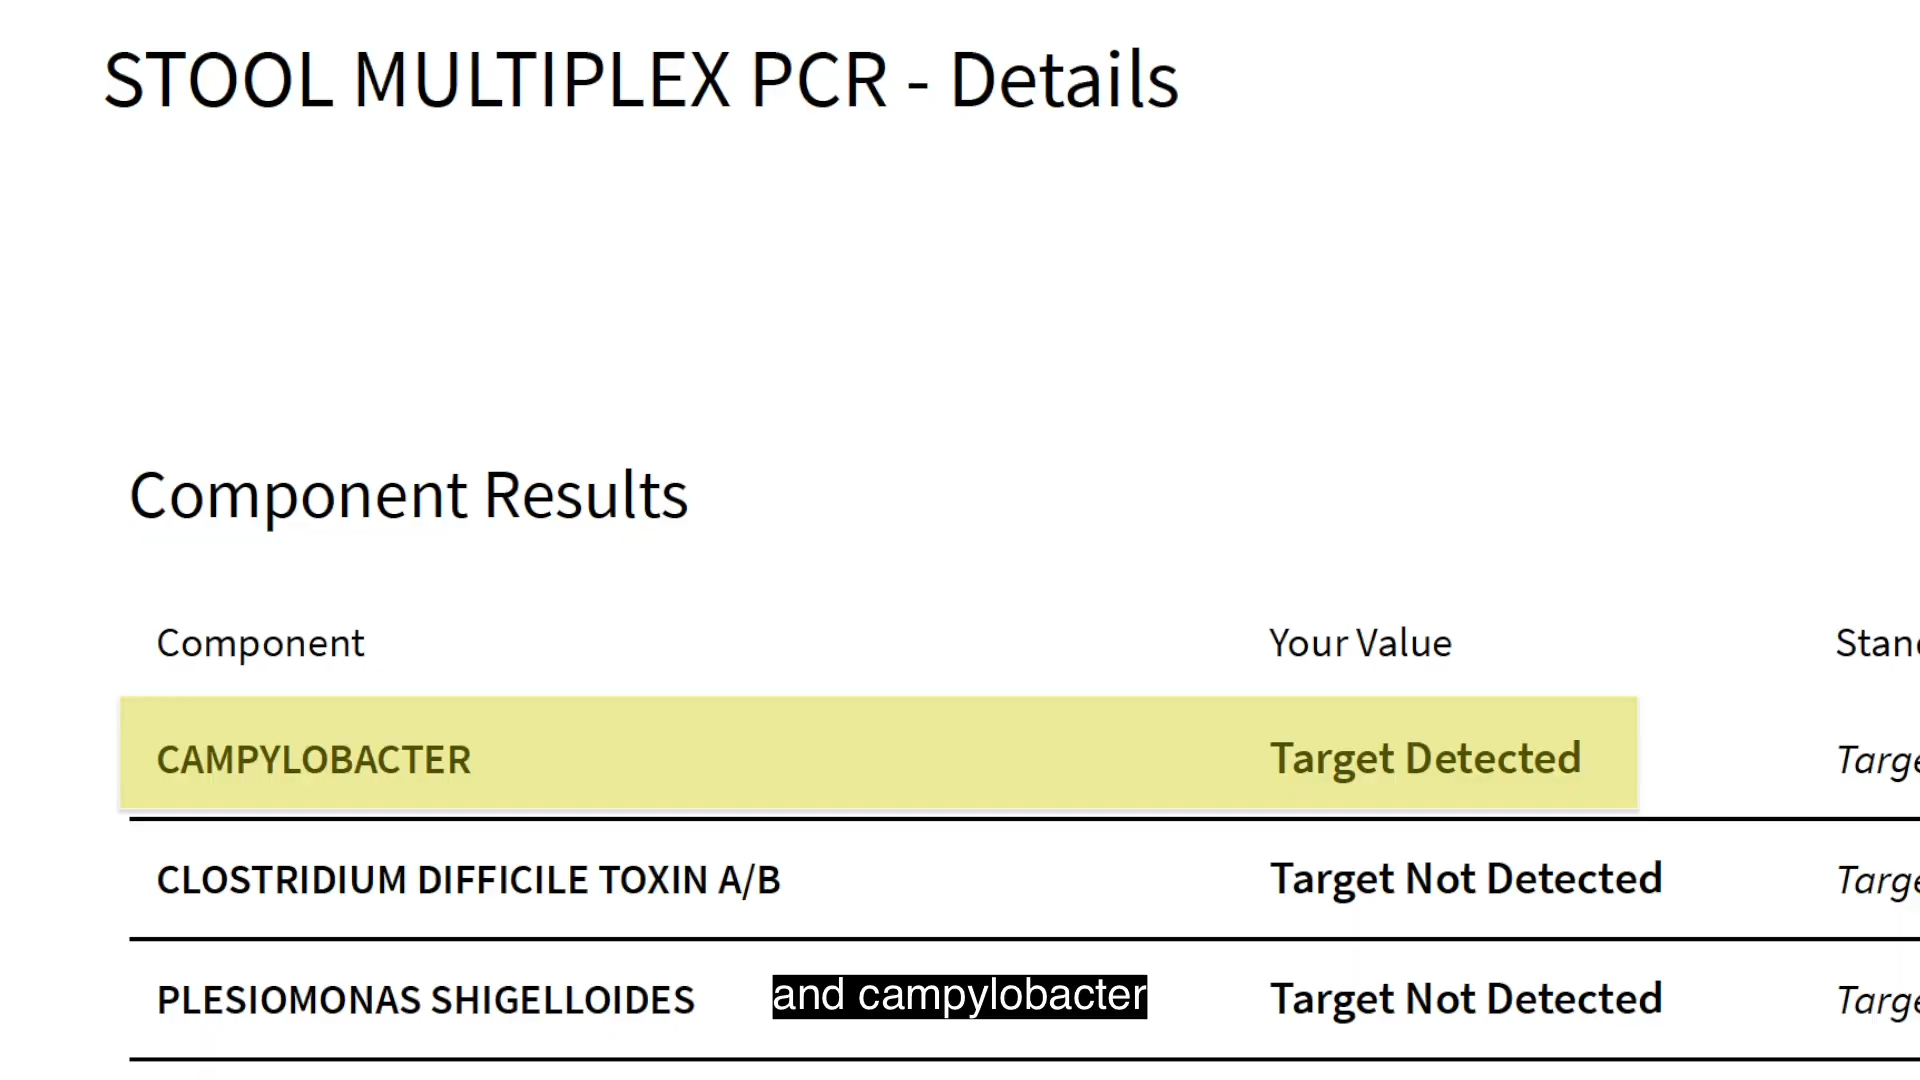 STOOL MULTIPLEX PCR - Details
Component Results
Component Your Value
CAMPYLOBACTER Target Detected
CLOSTRIDIUM DIFFICILE TOXIN A/B Target Not Detected
PLESIOMONAS SHIGELLOIDES Target Not Detected
and campylobacter